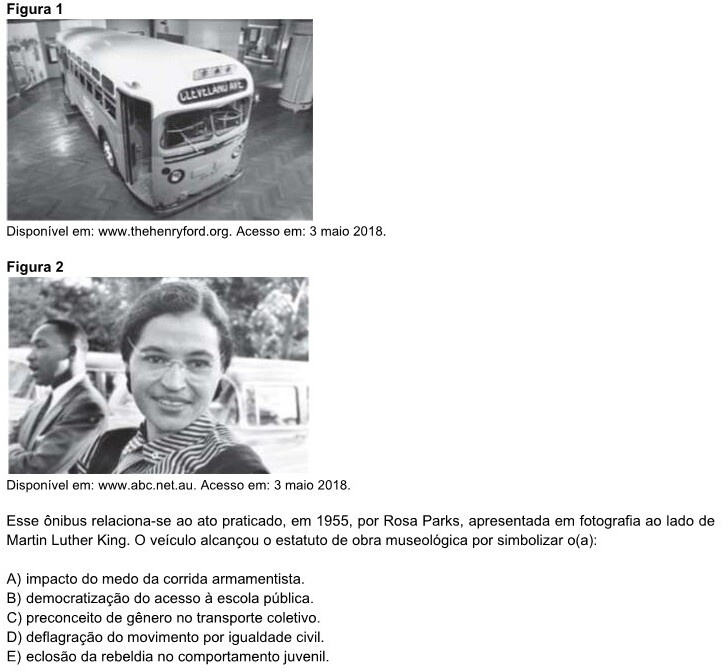 Figura 1
CLEVELAND AVE
Disponível em: www.thehenryford.org. Acesso em: 3 maio 2018.
Figura 2
Disponível em: www.abc.net.au. Acesso em: 3 maio 2018.
Esse ônibus relaciona-se ao ato praticado, em 1955, por Rosa Parks, apresentada em fotografia ao lado de
Martin Luther King. O veículo alcançou o estatuto de obra museológica por simbolizar o(a):
A) impacto do medo da corrida armamentista.
B) democratização do acesso à escola pública.
C) preconceito de gênero no transporte coletivo.
D) deflagração do movimento por igualdade civil.
E) eclosão da rebeldia no comportamento juvenil.